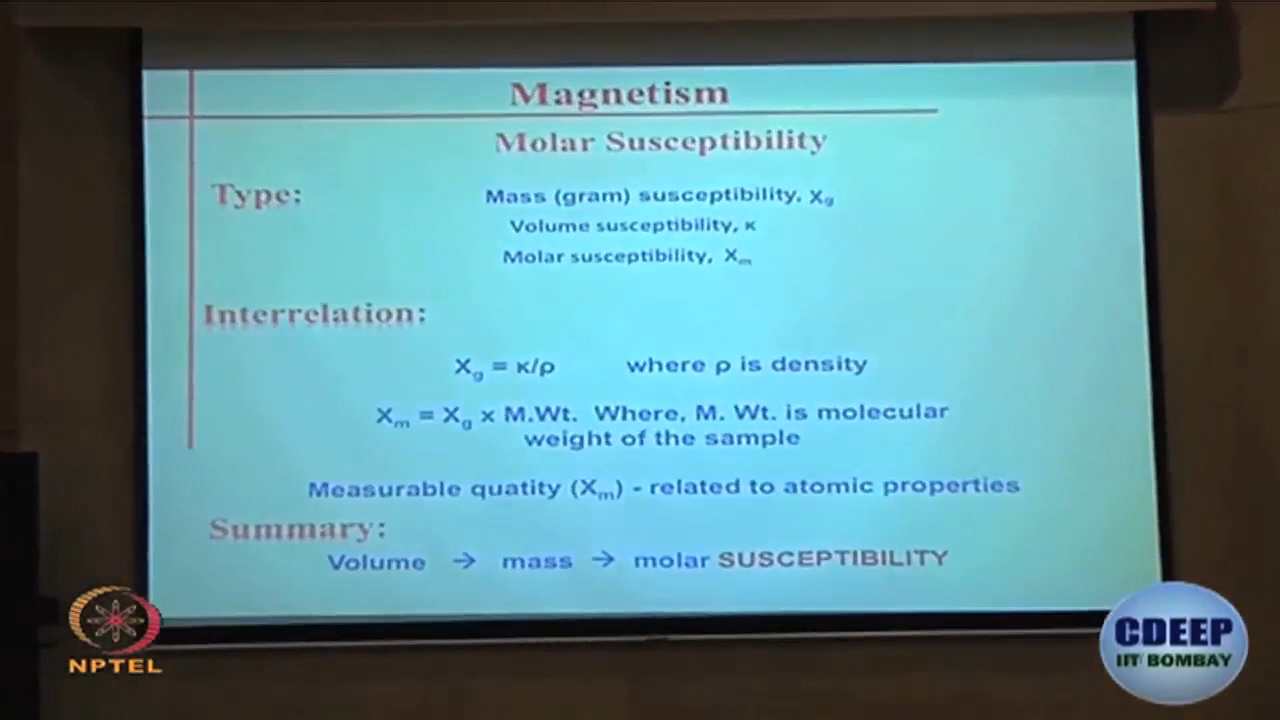 Magnetism
Molar Susceptibility
Type:
Mass (gram) susceptibility, Xg
Volume susceptibility, κ
Molar susceptibility, Xm
Interrelation:
Xg = κ/ρ where ρ is density
Xm = Xg x M.Wt. Where, M. Wt. is molecular
weight of the sample
Measurable quatity (Xm) - related to atomic properties
Summary:
Volume → mass → molar SUSCEPTIBILITY
NPTEL
CDEEP
IIT BOMBAY